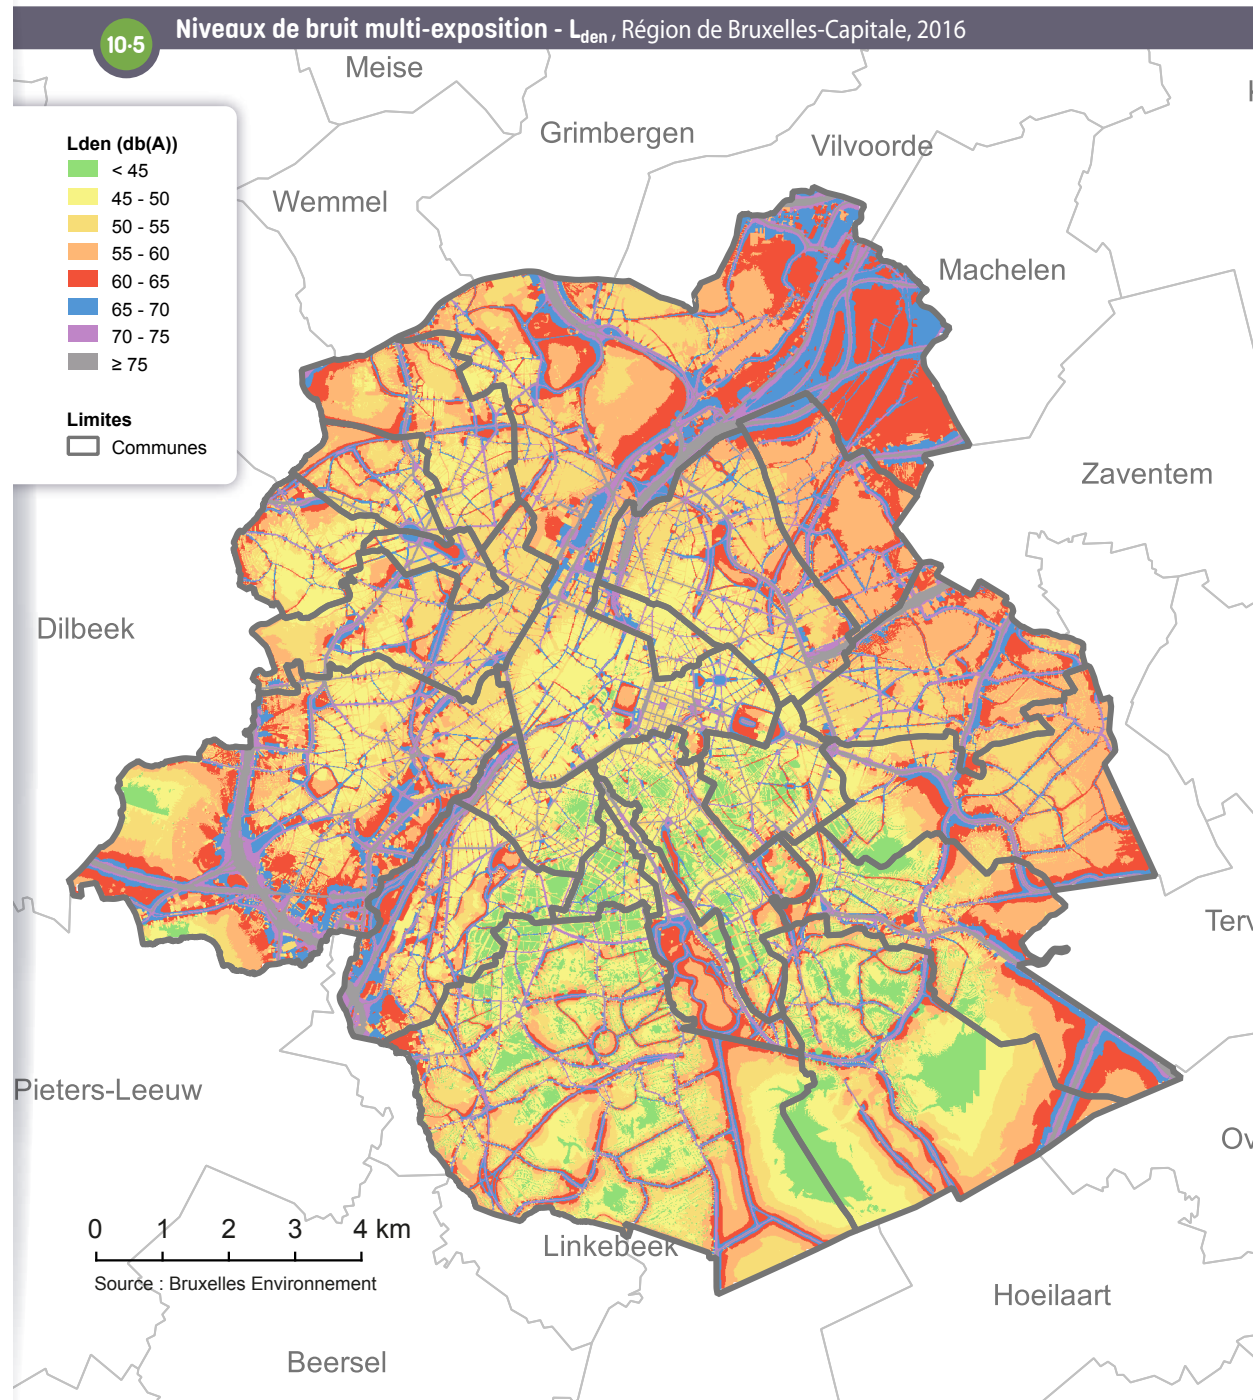 10·5
Niveaux de bruit multi-exposition - Lden, Région de Bruxelles-Capitale, 2016
Meise
Grimbergen
Vilvoorde
Wemmel
Machelen
Zaventem
Dilbeek
Lden (db(A))
< 45
45 - 50
50 - 55
55 - 60
60 - 65
65 - 70
70 - 75
≥ 75
Limites
Communes
Terv
Pieters-Leeuw
Ov
0 1 2 3 4 km
Source : Bruxelles Environnement
Linkebeek
Hoeilaart
Beersel